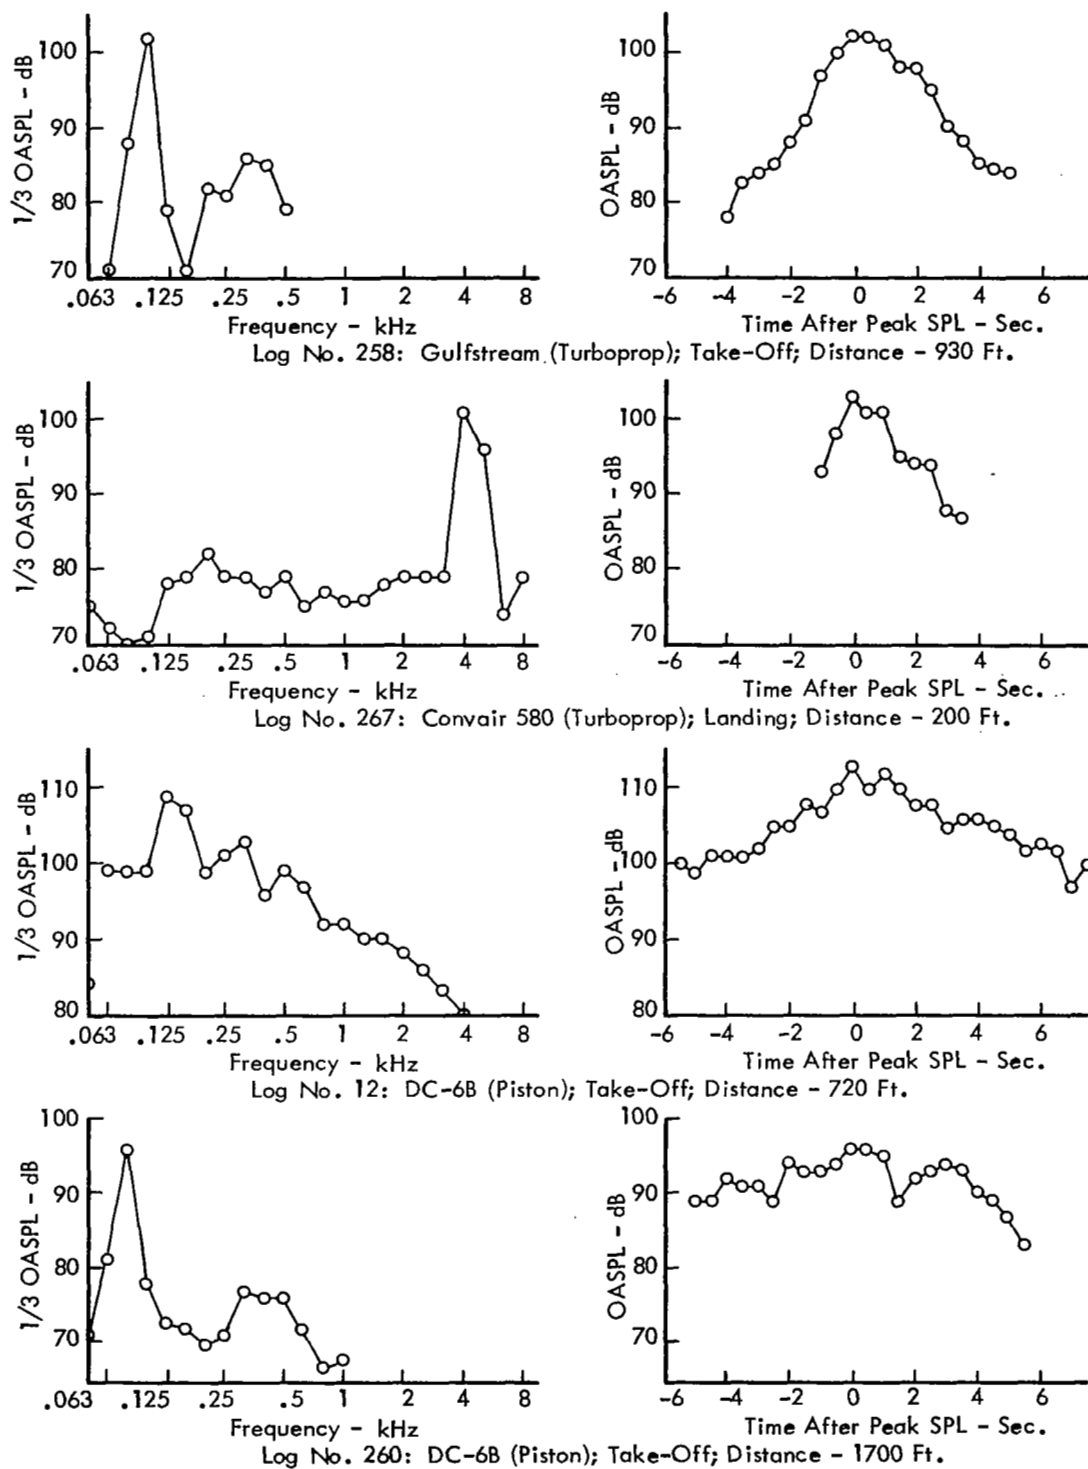 1/3 OASPL - dB
100
90
80
70
.063 .125 .25 .5 1 2 4 8
Frequency - kHz
OASPL - dB
100
90
80
70
-6 -4 -2 0 2 4 6
Time After Peak SPL - Sec.
Log No. 258: Gulfstream (Turboprop); Take-Off; Distance - 930 Ft.
1/3 OASPL - dB
100
90
80
70
.063 .125 .25 .5 1 2 4 8
Frequency - kHz
OASPL - dB
100
90
80
70
-6 -4 -2 0 2 4 6
Time After Peak SPL - Sec.
Log No. 267: Convair 580 (Turboprop); Landing; Distance - 200 Ft.
1/3 OASPL - dB
110
100
90
80
.063 .125 .25 .5 1 2 4 8
Frequency - kHz
OASPL - dB
110
100
90
80
-6 -4 -2 0 2 4 6
Time After Peak SPL - Sec.
Log No. 12: DC-6B (Piston); Take-Off; Distance - 720 Ft.
1/3 OASPL - dB
100
90
80
70
.063 .125 .25 .5 1 2 4 8
Frequency - kHz
OASPL - dB
100
90
80
70
-6 -4 -2 0 2 4 6
Time After Peak SPL - Sec.
Log No. 260: DC-6B (Piston); Take-Off; Distance - 1700 Ft.